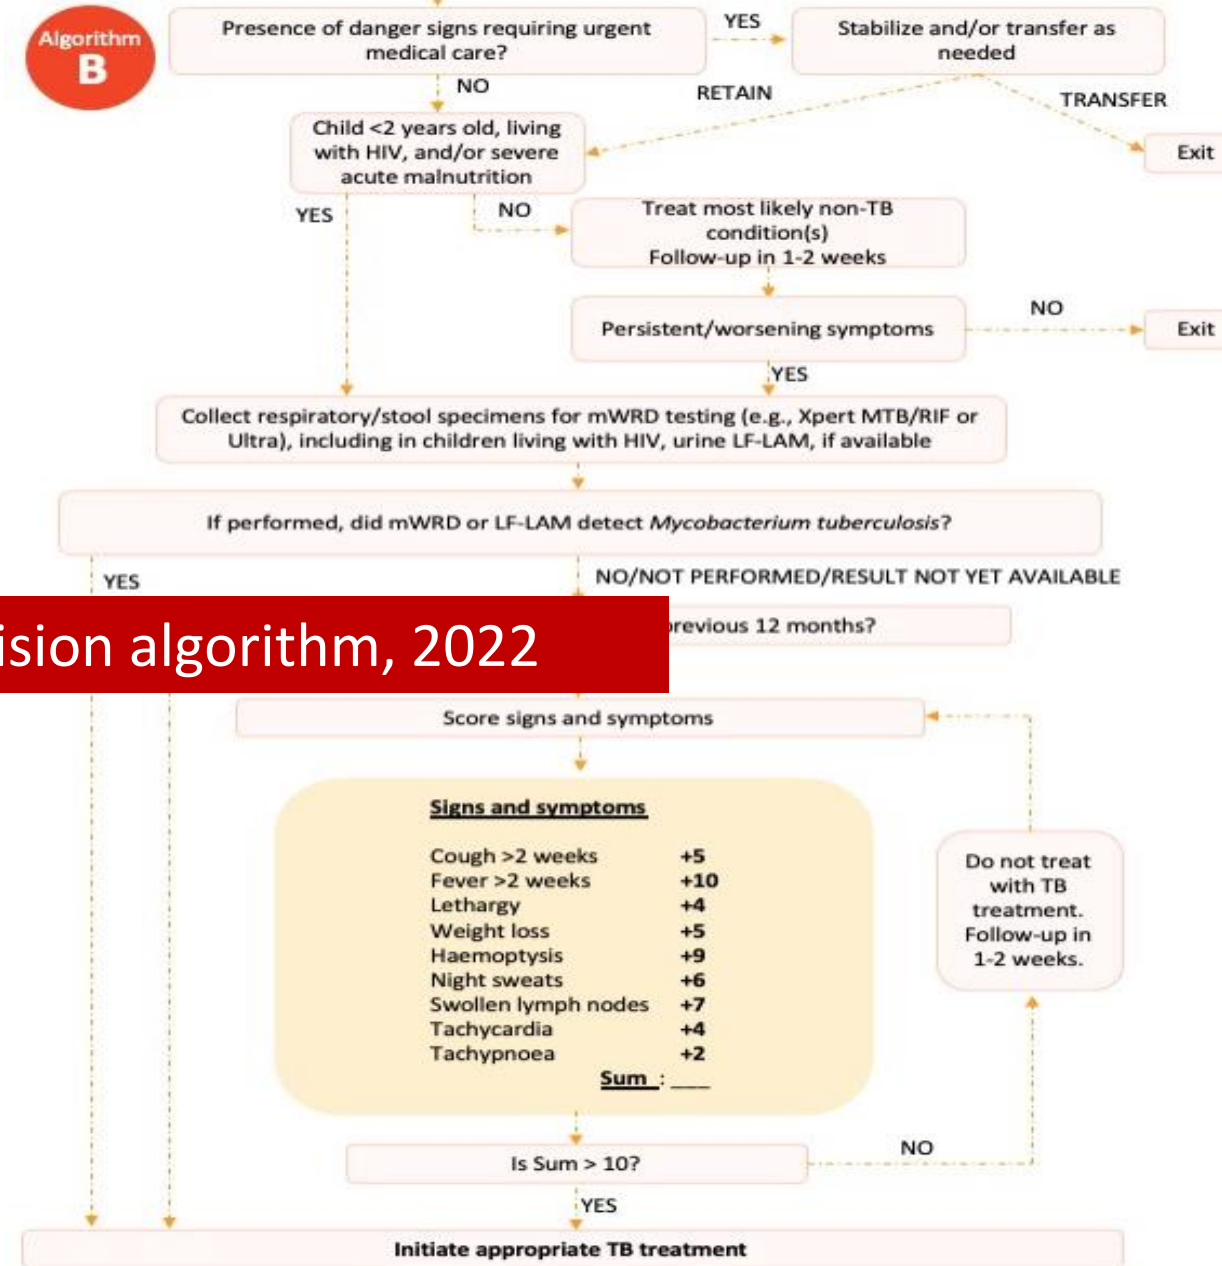 Algorithm
B
Presence of danger signs requiring urgent
medical care?
YES
Stabilize and/or transfer as
needed
NO
RETAIN
TRANSFER
Exit
Child <2 years old, living
with HIV, and/or severe
acute malnutrition
YES
NO
Treat most likely non-TB
condition(s)
Follow-up in 1-2 weeks
Persistent/worsening symptoms
NO
Exit
YES
Collect respiratory/stool specimens for mWRD testing (e.g., Xpert MTB/RIF or
Ultra), including in children living with HIV, urine LF-LAM, if available
If performed, did mWRD or LF-LAM detect Mycobacterium tuberculosis?
YES
NO/NOT PERFORMED/RESULT NOT YET AVAILABLE
ision algorithm, 2022
previous 12 months?
Score signs and symptoms
Signs and symptoms
Cough >2 weeks +5
Fever >2 weeks +10
Lethargy +4
Weight loss +5
Haemoptysis +9
Night sweats +6
Swollen lymph nodes +7
Tachycardia +4
Tachypnoea +2
Sum : ___
Do not treat
with TB
treatment.
Follow-up in
1-2 weeks.
Is Sum > 10?
NO
YES
Initiate appropriate TB treatment